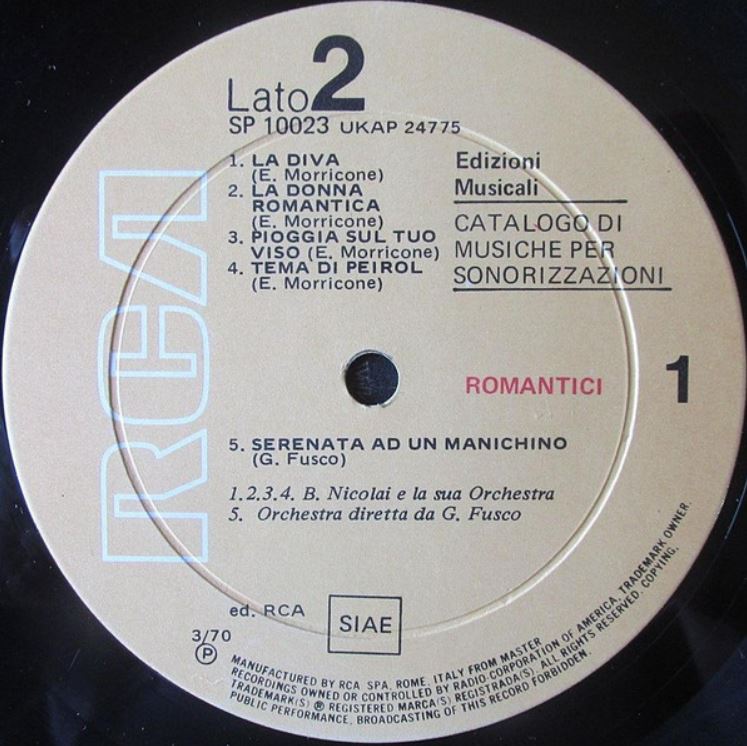 Lato 2
SP 10023 UKAP 24775
1. LA DIVA
(E. Morricone)
2. LA DONNA
ROMANTICA
(E. Morricone)
3. PIOGGIA SUL TUO
VISO (E. Morricone)
4. TEMA DI PEIROL
(E. Morricone)
Edizioni
Musicali
CATALOGO DI
MUSICHE PER
SONORIZZAZIONI
RCA
ROMANTICI
1
5. SERENATA AD UN MANICHINO
(G. Fusco)
1.2.3.4. B. Nicolai e la sua Orchestra
5. Orchestra diretta da G. Fusco
ed. RCA
SIAE
3/70
P
MANUFACTURED BY RCA SPA, ROME, ITALY FROM MASTER
RECORDINGS OWNED OR CONTROLLED BY RADIO CORPORATION OF AMERICA, TRADEMARK OWNER.
TRADEMARK(S) ® REGISTERED MARCA(S) REGISTRADA(S). ALL RIGHTS RESERVED. COPYING,
PUBLIC PERFORMANCE, BROADCASTING OF THIS RECORD FORBIDDEN.